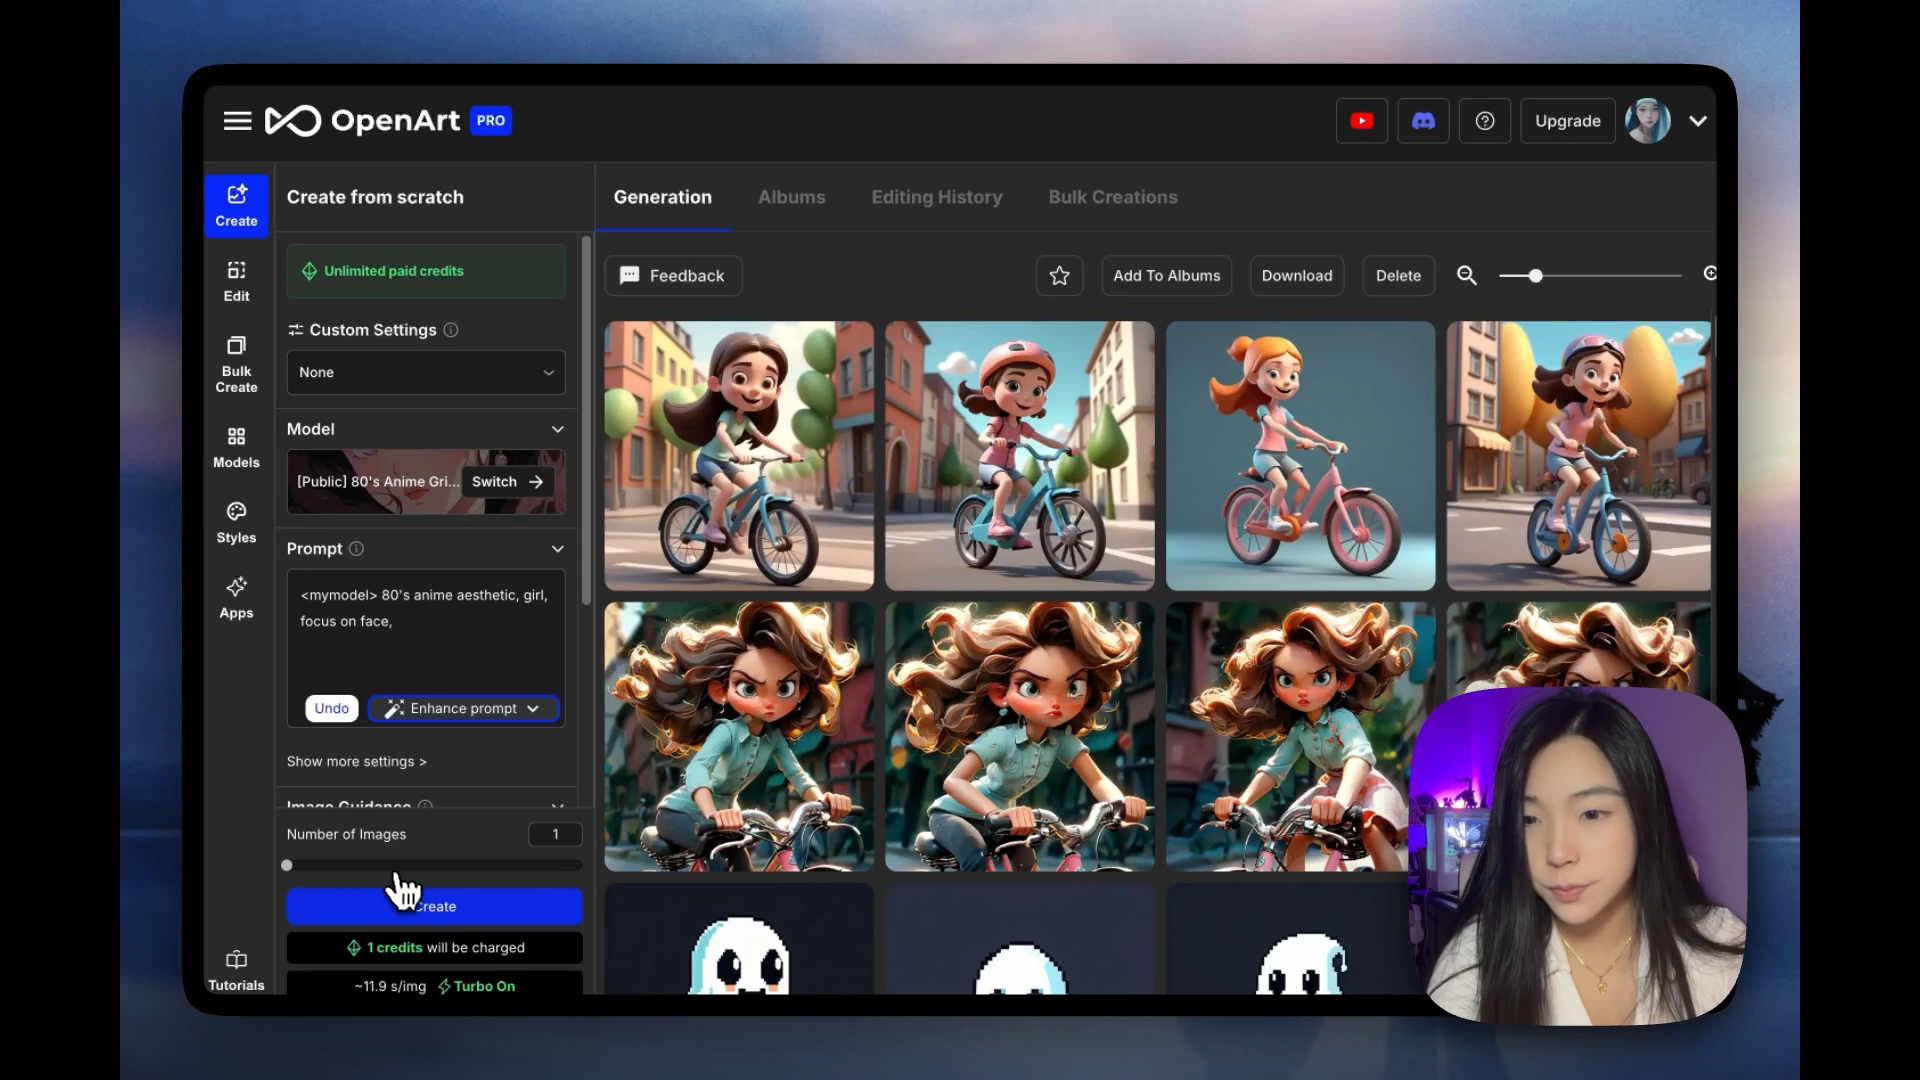 OpenArt PRO
Upgrade
Create
Edit
Bulk
Create
Models
Styles
Apps
Tutorials
Create from scratch
Unlimited paid credits
Custom Settings
None
Model
[Public] 80's Anime Gri...
Switch
Prompt
<mymodel> 80's anime aesthetic, girl,
focus on face,
Undo
Enhance prompt
Show more settings >
Image Guidance
Number of Images
1
Create
1 credits will be charged
~11.9 s/img Turbo On
Generation
Albums
Editing History
Bulk Creations
Feedback
Add To Albums
Download
Delete